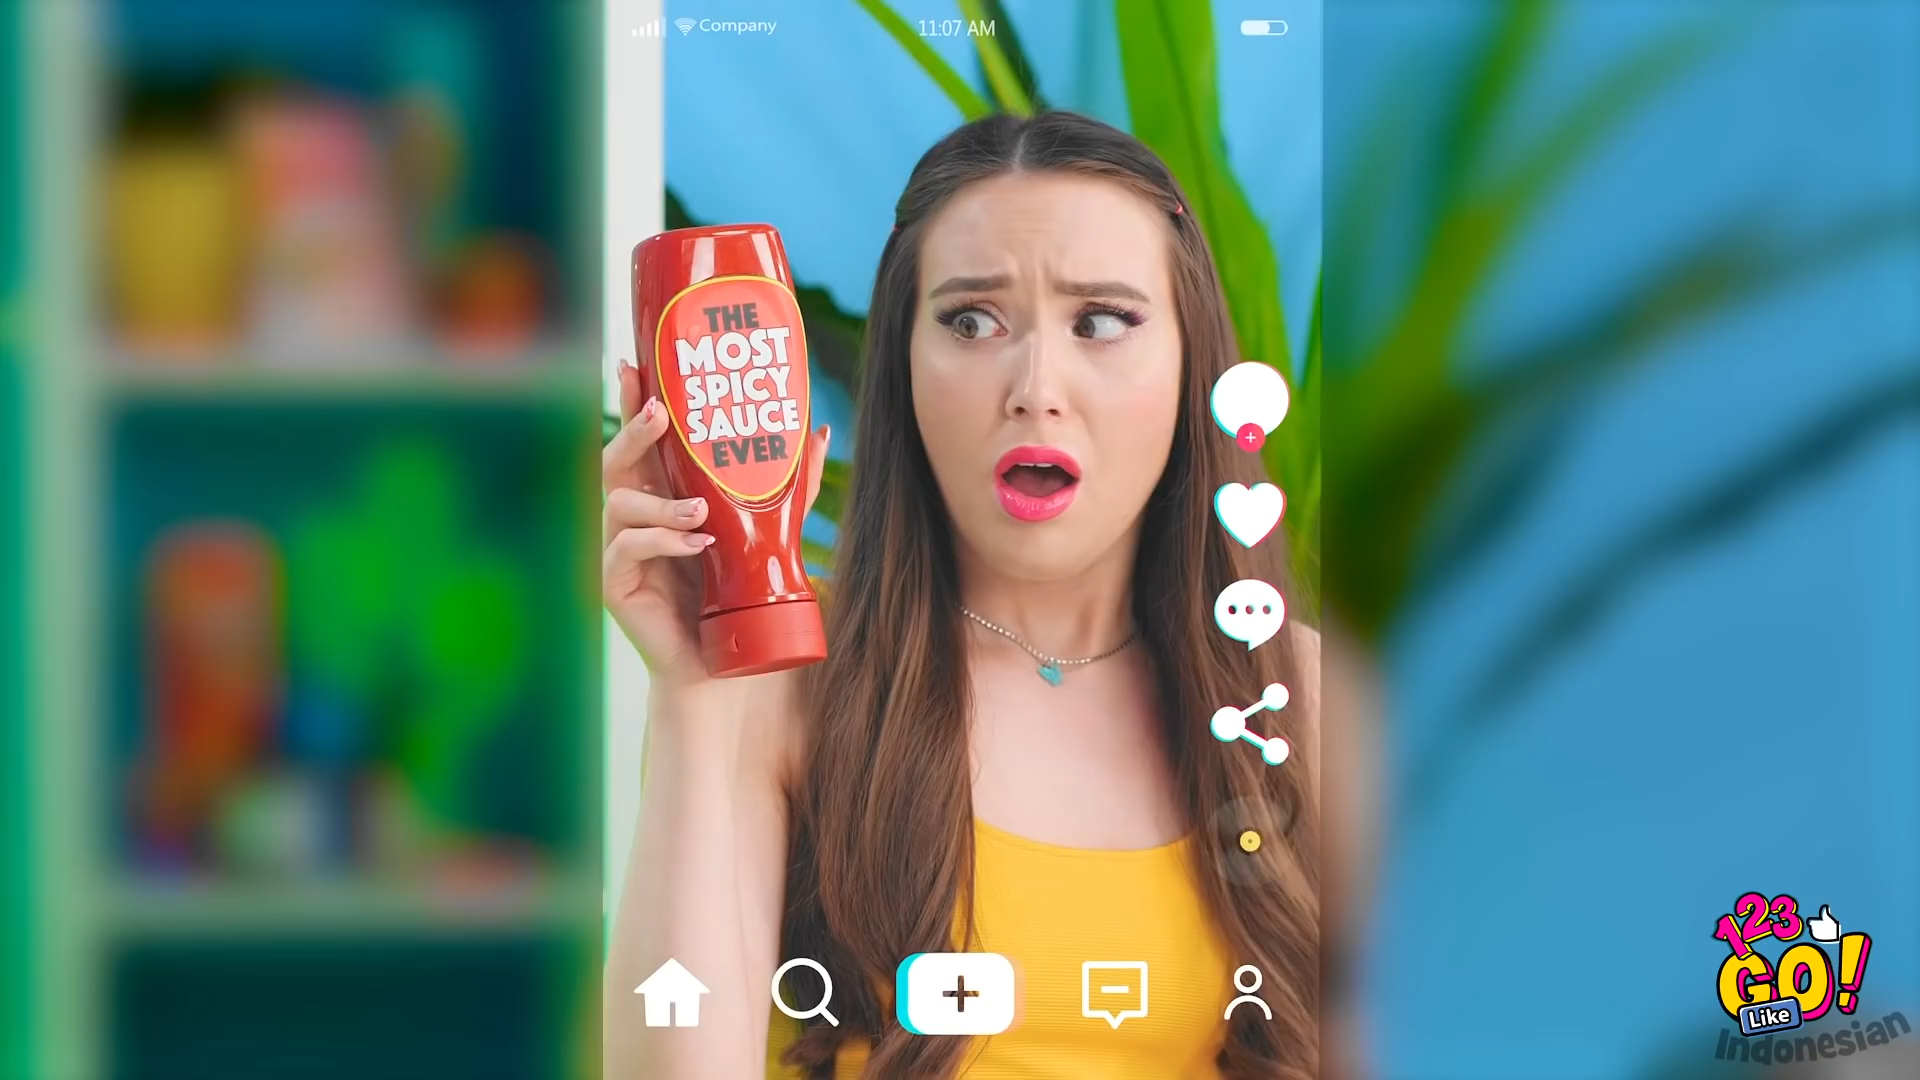 Company
11:07 AM
THE
MOST
SPICY
SAUCE
EVER
123
GO!
Like
Indonesian